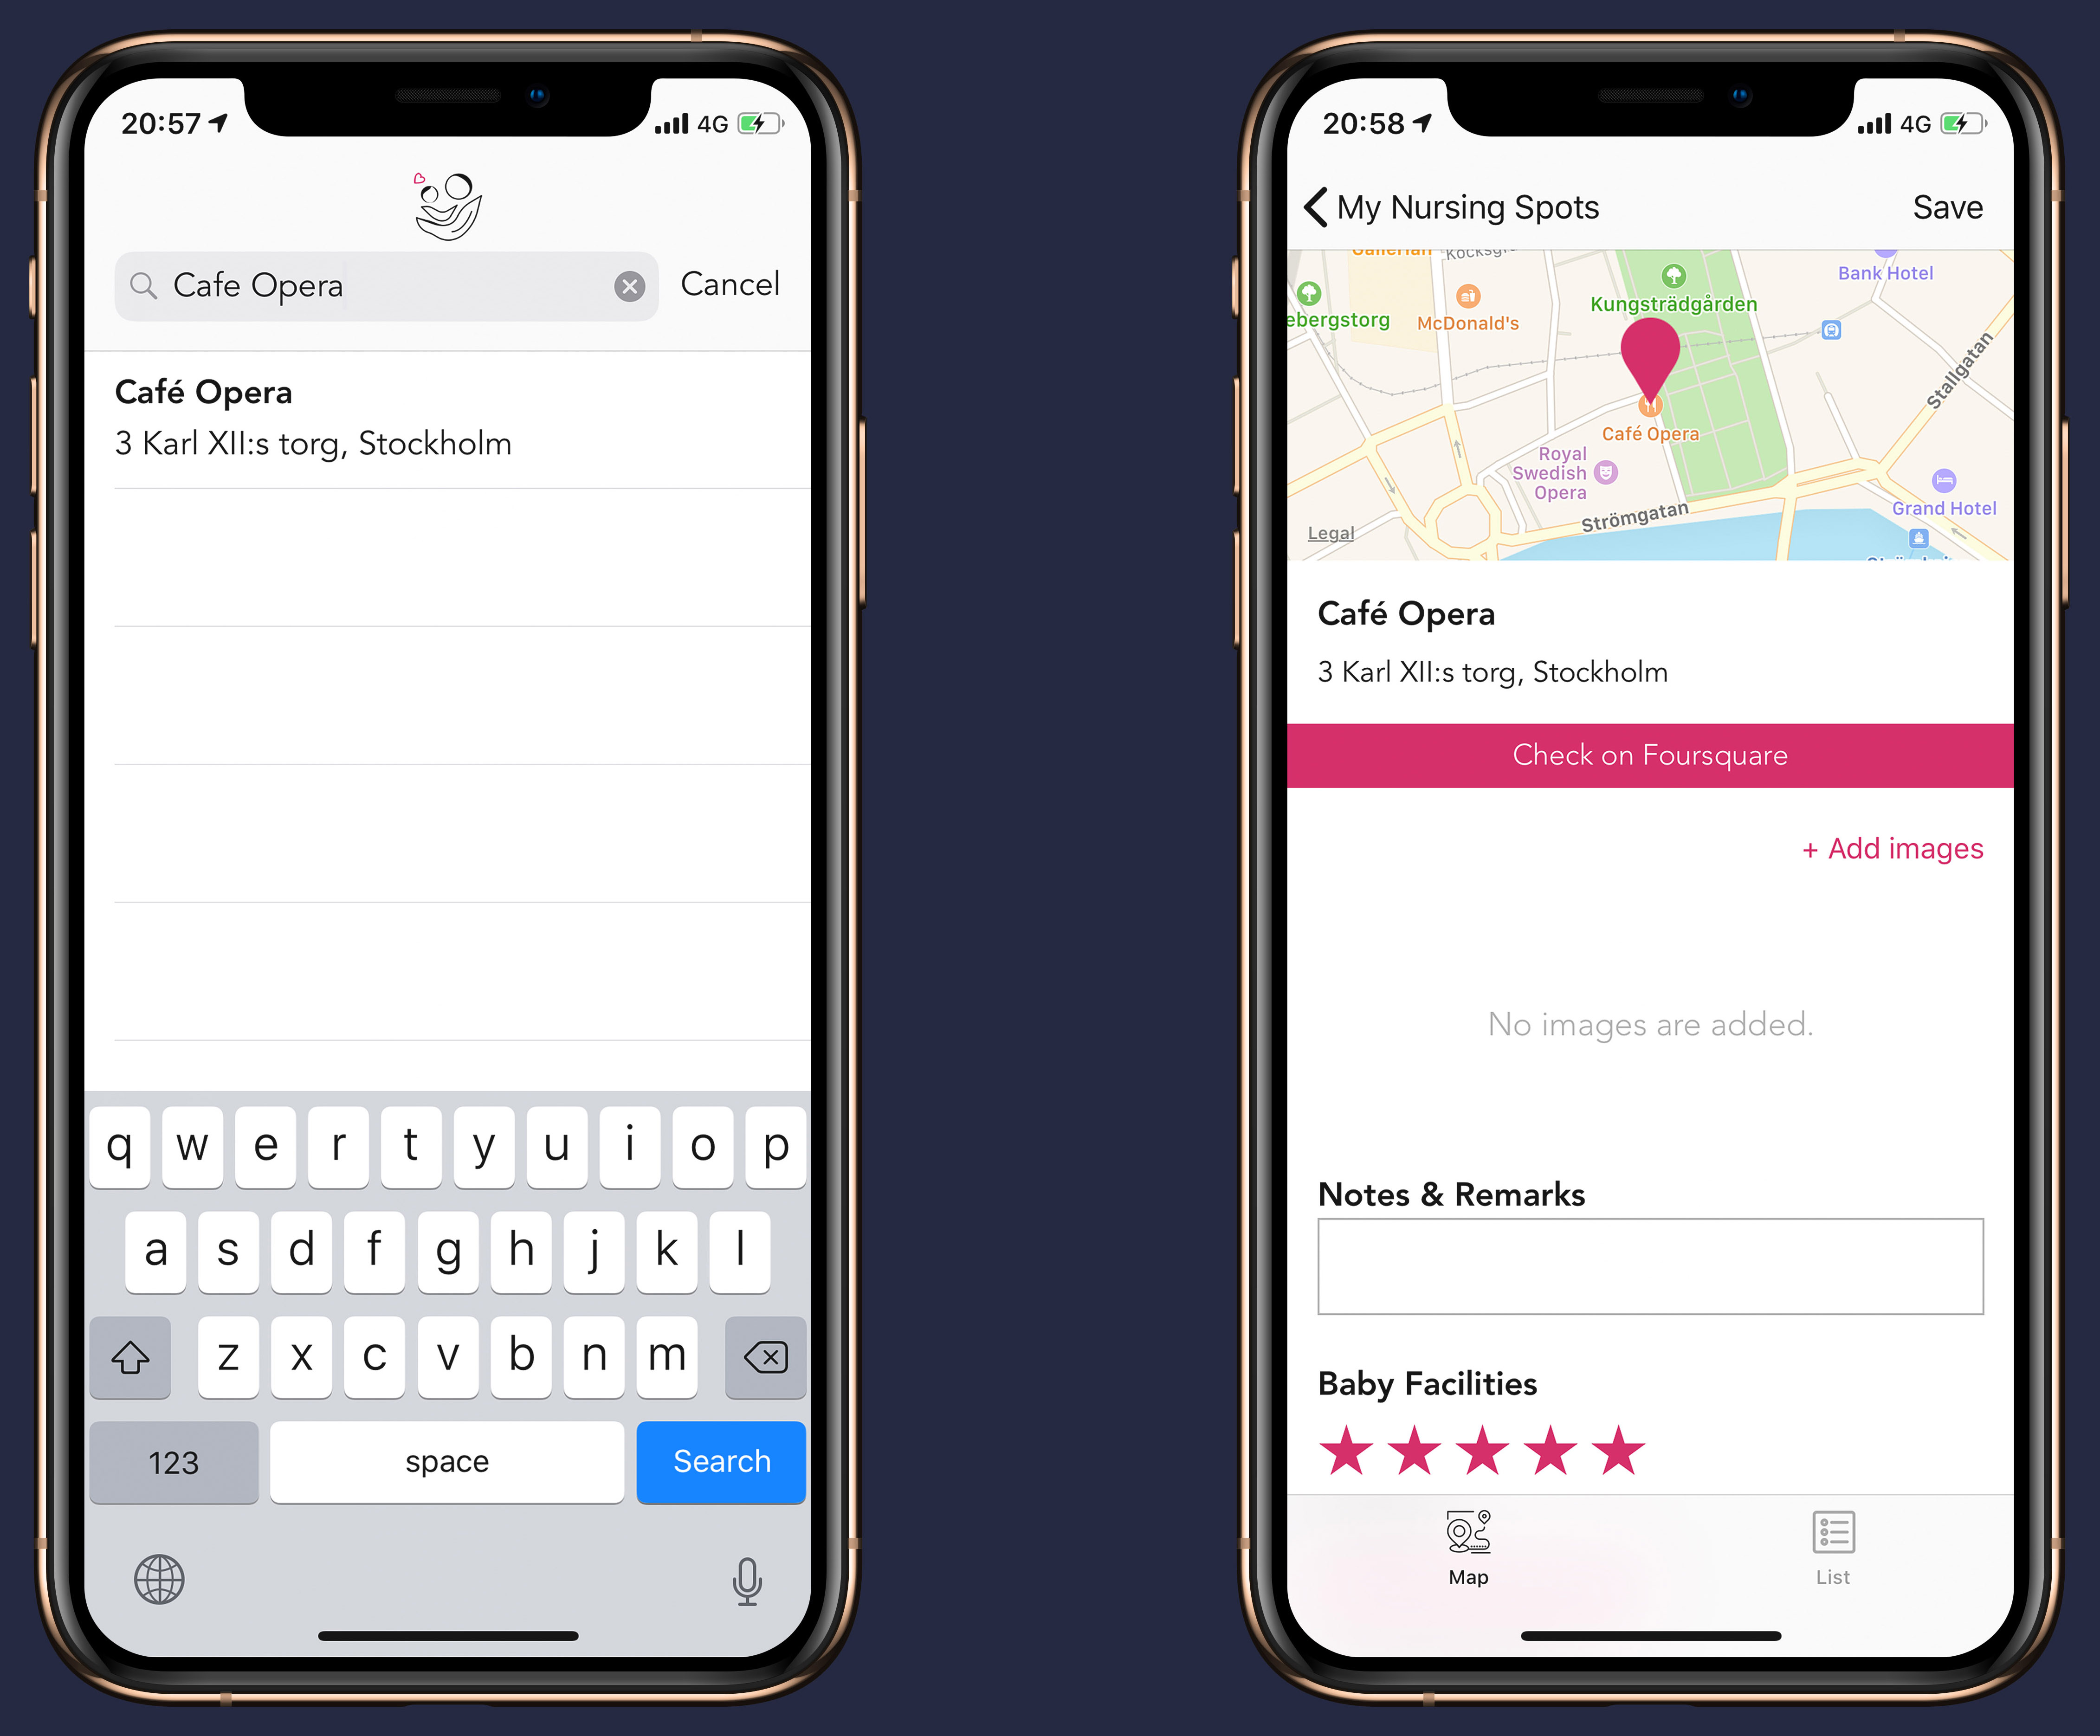 20:57
4G
Cafe Opera
Cancel
Café Opera
3 Karl XII:s torg, Stockholm
q w e r t y u i o p
a s d f g h j k l
z x c v b n m
123
space
Search
20:58
4G
My Nursing Spots
Save
Gallerian
Kocksgr
Bank Hotel
Kungsträdgården
ebergstorg
McDonald's
Stallgatan
Café Opera
Royal
Swedish
Opera
Grand Hotel
Strömgatan
Legal
Café Opera
3 Karl XII:s torg, Stockholm
Check on Foursquare
+ Add images
No images are added.
Notes & Remarks
Baby Facilities
Map
List